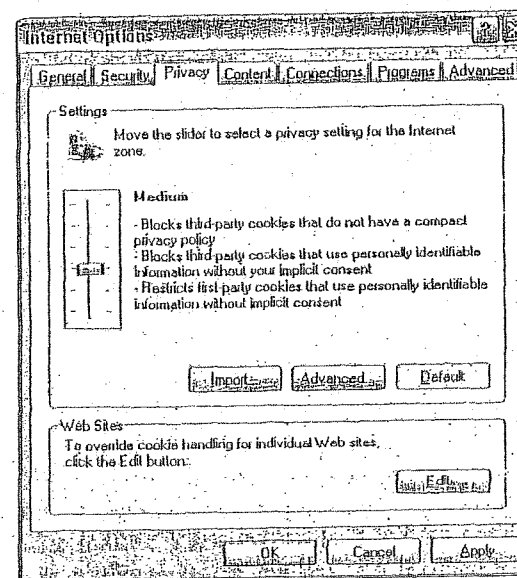 Internet Options
General Security Privacy Content Connections Programs Advanced
Settings
Move the slider to select a privacy setting for the Internet
zone.
Medium
- Blocks third-party cookies that do not have a compact
privacy policy
- Blocks third-party cookies that use personally identifiable
information without your implicit consent
- Restricts first-party cookies that use personally identifiable
information without implicit consent
Import... Advanced... Default
Web Sites
To override cookie handling for individual Web sites,
click the Edit button.
Edit...
OK Cancel Apply